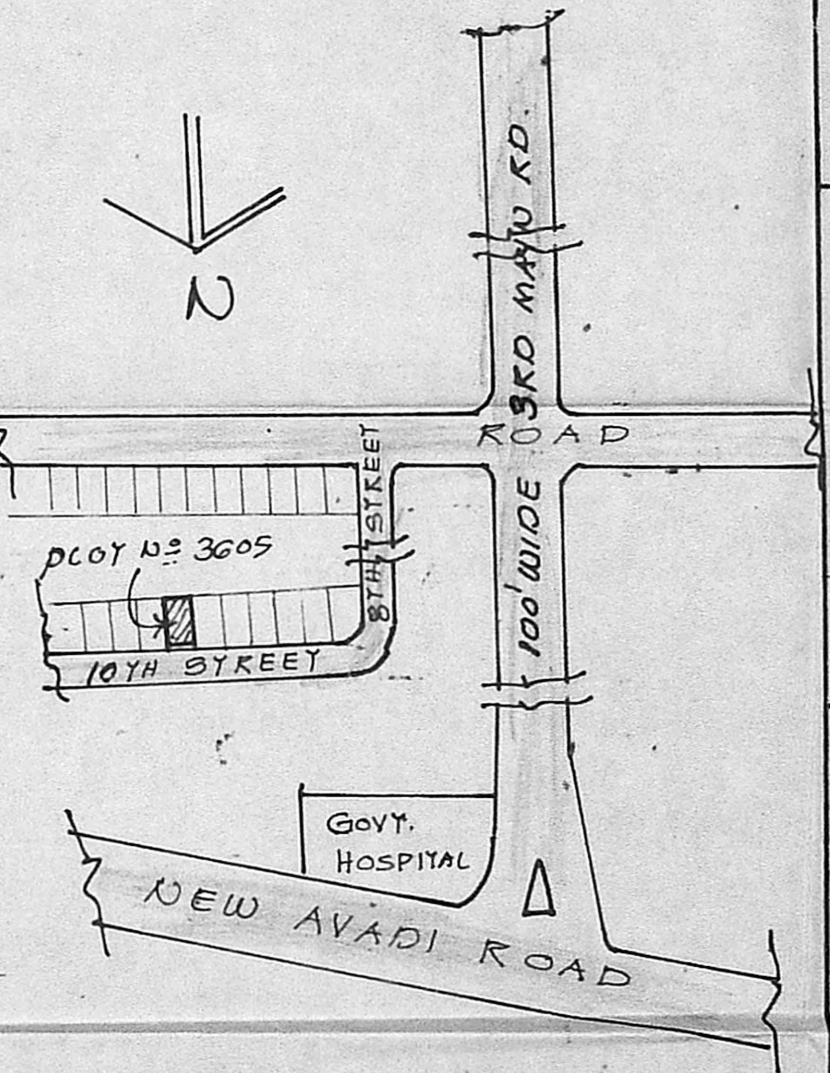 3RD MAIN RD.
N
ROAD
8TH STREET
100' WIDE
PLOT Nº 3605
10TH STREET
GOVT.
HOSPITAL
NEW AVADI ROAD